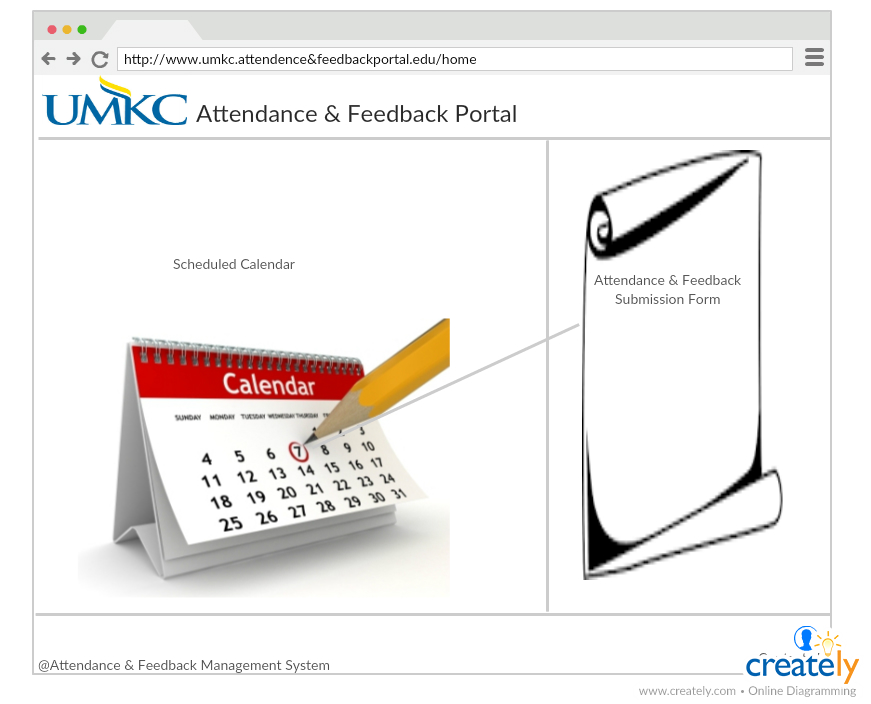 http://www.umkc.attendence&feedbackportal.edu/home
UMKC Attendance & Feedback Portal
Scheduled Calendar
Attendance & Feedback
Submission Form
Calendar
SUNDAY MONDAY TUESDAY WEDNESDAY THURSDAY
3
4 5 6 7 8 9 10
11 12 13 14 15 16 17
18 19 20 21 22 23 24
25 26 27 28 29 30 31
@Attendance & Feedback Management System
creately
www.creately.com • Online Diagramming